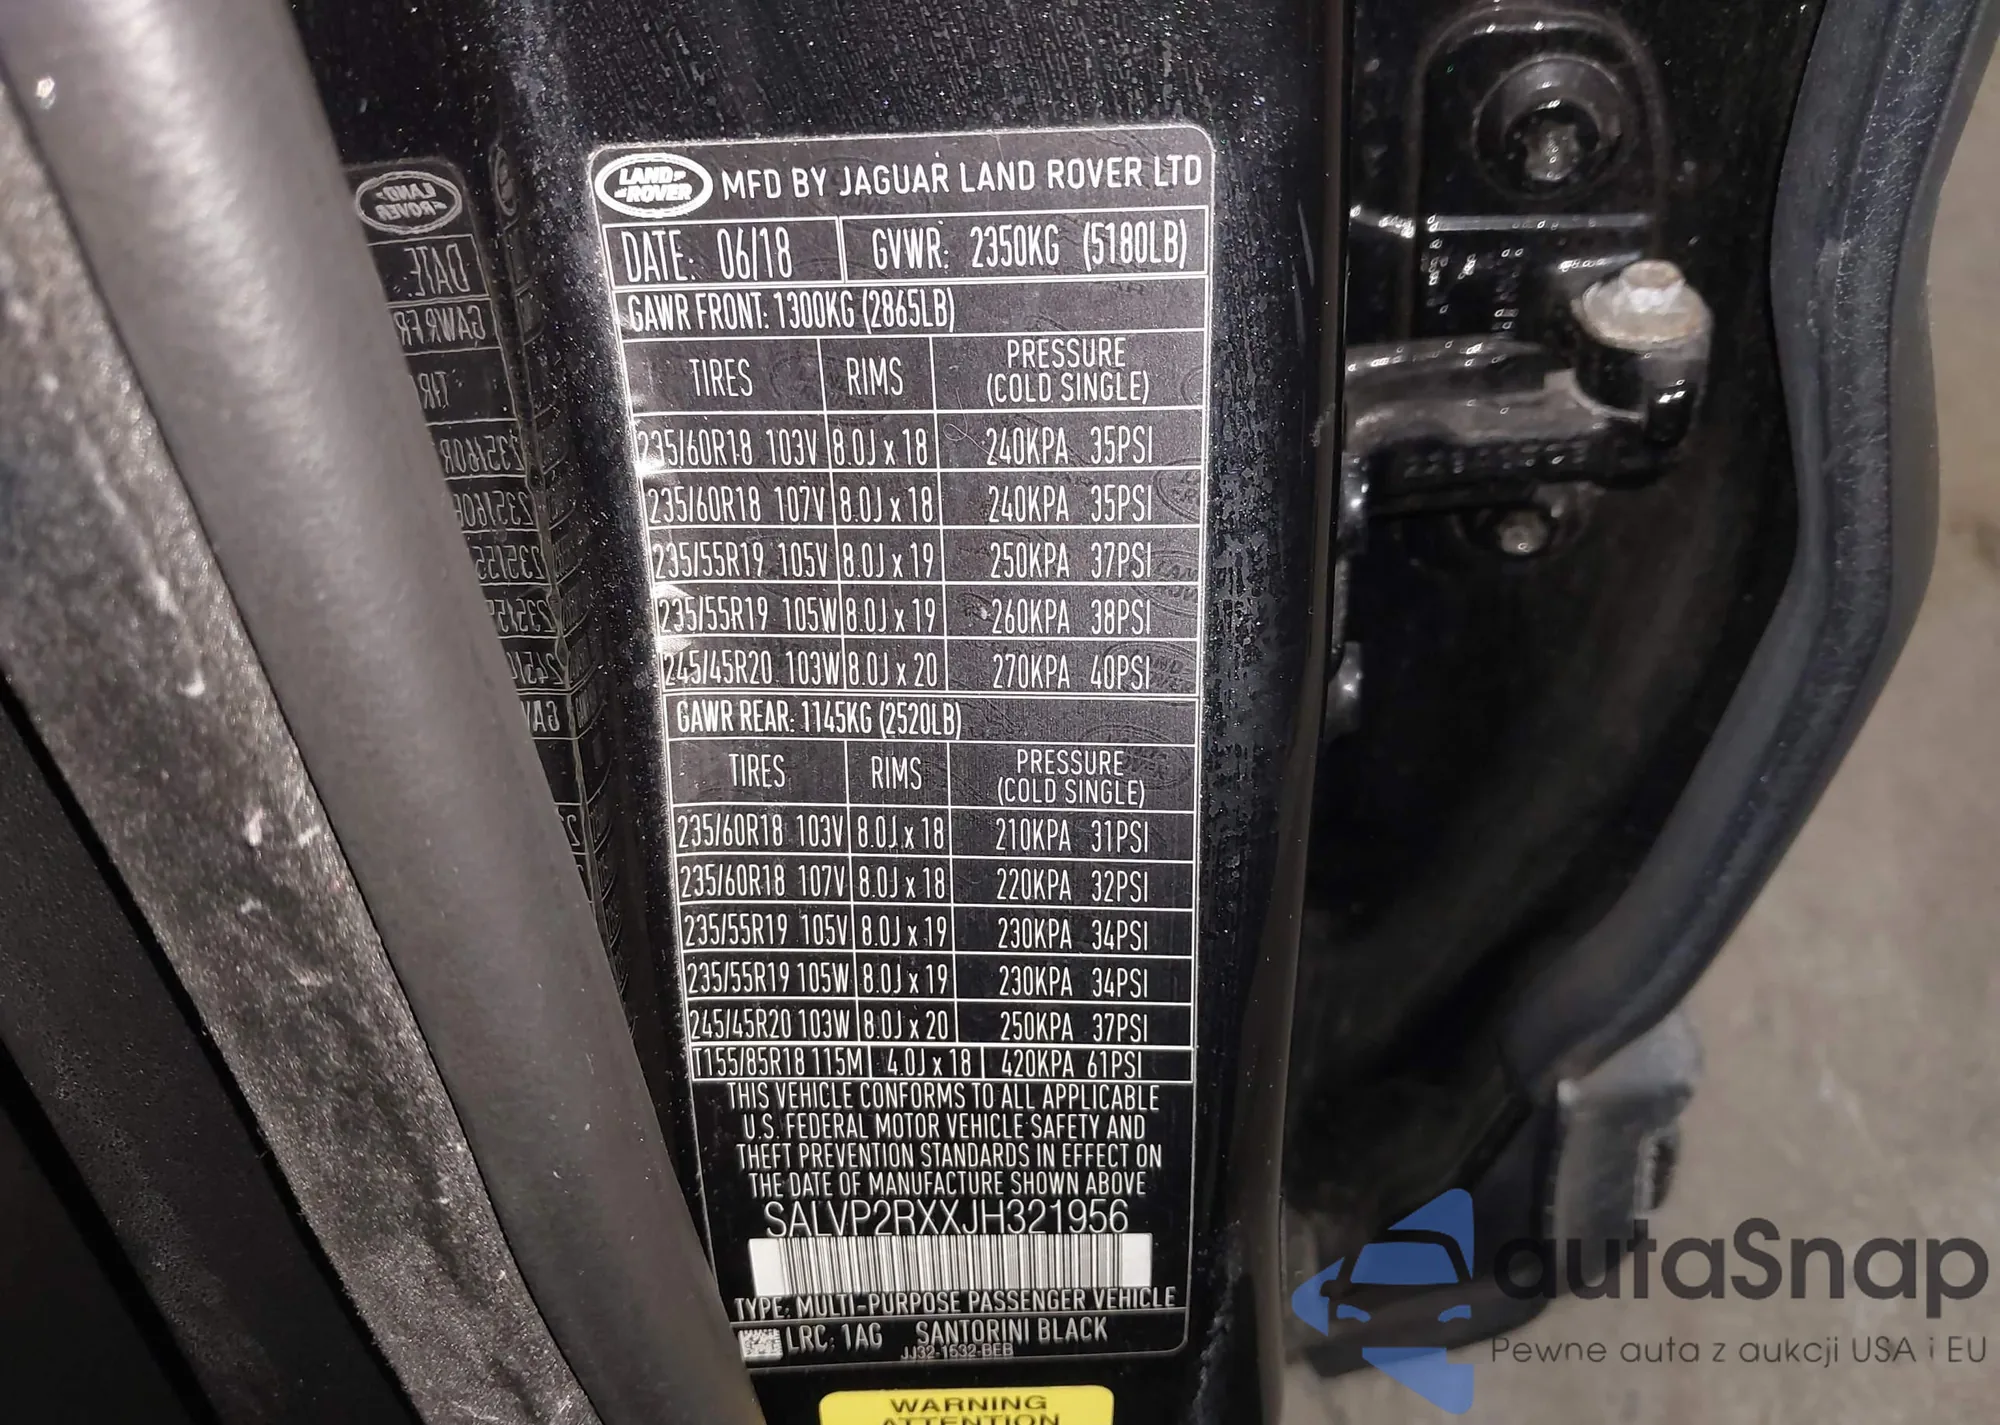 LAND ROVER MFD BY JAGUAR LAND ROVER LTD
DATE: 06/18 GVWR: 2350KG (5180LB)
GAWR FRONT: 1300KG (2865LB)
TIRES RIMS PRESSURE (COLD SINGLE)
235/60R18 103V 8.0J x 18 240KPA 35PSI
235/60R18 107V 8.0J x 18 240KPA 35PSI
235/55R19 105V 8.0J x 19 250KPA 37PSI
235/55R19 105W 8.0J x 19 260KPA 38PSI
245/45R20 103W 8.0J x 20 270KPA 40PSI
GAWR REAR: 1145KG (2520LB)
TIRES RIMS PRESSURE (COLD SINGLE)
235/60R18 103V 8.0J x 18 210KPA 31PSI
235/60R18 107V 8.0J x 18 220KPA 32PSI
235/55R19 105V 8.0J x 19 230KPA 34PSI
235/55R19 105W 8.0J x 19 230KPA 34PSI
245/45R20 103W 8.0J x 20 250KPA 37PSI
T155/85R18 115M 4.0J x 18 420KPA 61PSI
THIS VEHICLE CONFORMS TO ALL APPLICABLE
U.S. FEDERAL MOTOR VEHICLE SAFETY AND
THEFT PREVENTION STANDARDS IN EFFECT ON
THE DATE OF MANUFACTURE SHOWN ABOVE
SALVP2RXXJH321956
TYPE: MULTI-PURPOSE PASSENGER VEHICLE
LRC: 1AG SANTORINI BLACK
JJ32-1532-BEB
WARNING
ATTENTION
autaSnap
Pewne auta z aukcji USA i EU